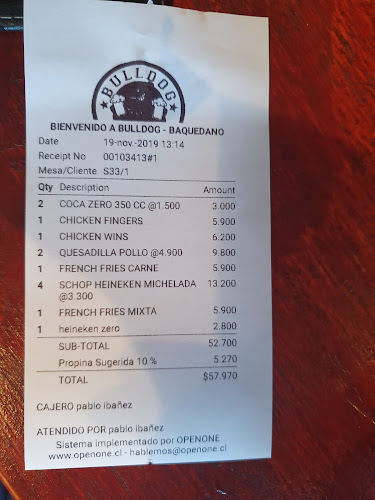 BULLDOG
BIENVENIDO A BULLDOG - BAQUEDANO
Date 19-nov.-2019 13:14
Receipt No 00103413#1
Mesa/Cliente S33/1
Qty Description Amount
2 COCA ZERO 350 CC @1.500 3.000
1 CHICKEN FINGERS 5.900
1 CHICKEN WINS 6.200
2 QUESADILLA POLLO @4.900 9.800
1 FRENCH FRIES CARNE 5.900
4 SCHOP HEINEKEN MICHELADA 13.200
@3.300
1 FRENCH FRIES MIXTA 5.900
1 heineken zero 2.800
SUB-TOTAL 52.700
Propina Sugerida 10 % 5.270
TOTAL $57.970
CAJERO pablo ibañez
ATENDIDO POR pablo ibañez
Sistema implementado por OPENONE
www.openone.cl - hablemos@openone.cl